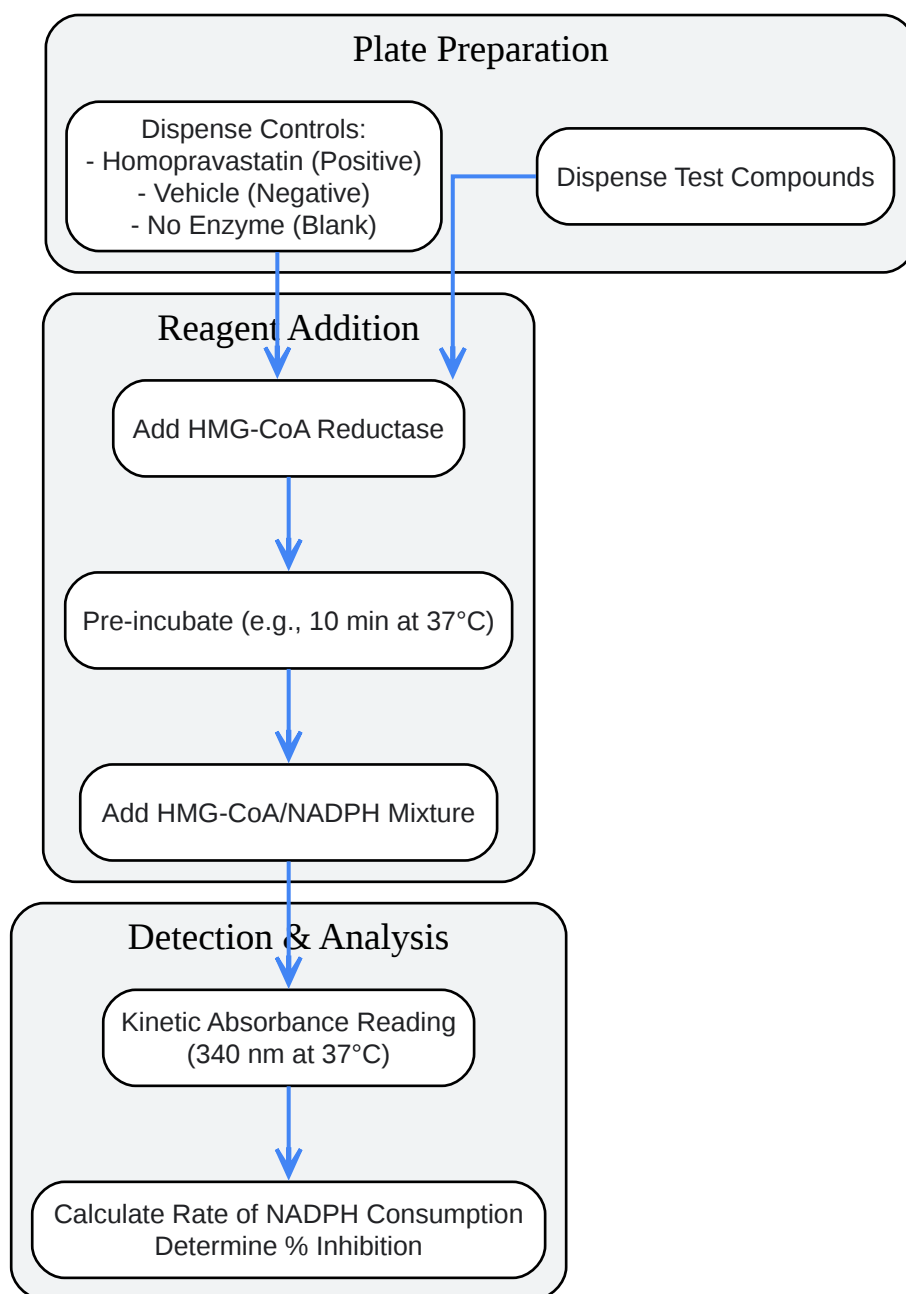 Plate Preparation
Dispense Controls:
- Homopravastatin (Positive)
- Vehicle (Negative)
- No Enzyme (Blank)
Dispense Test Compounds
Reagent Addition
Add HMG-CoA Reductase
Pre-incubate (e.g., 10 min at 37°C)
Add HMG-CoA/NADPH Mixture
Detection & Analysis
Kinetic Absorbance Reading
(340 nm at 37°C)
Calculate Rate of NADPH Consumption
Determine % Inhibition